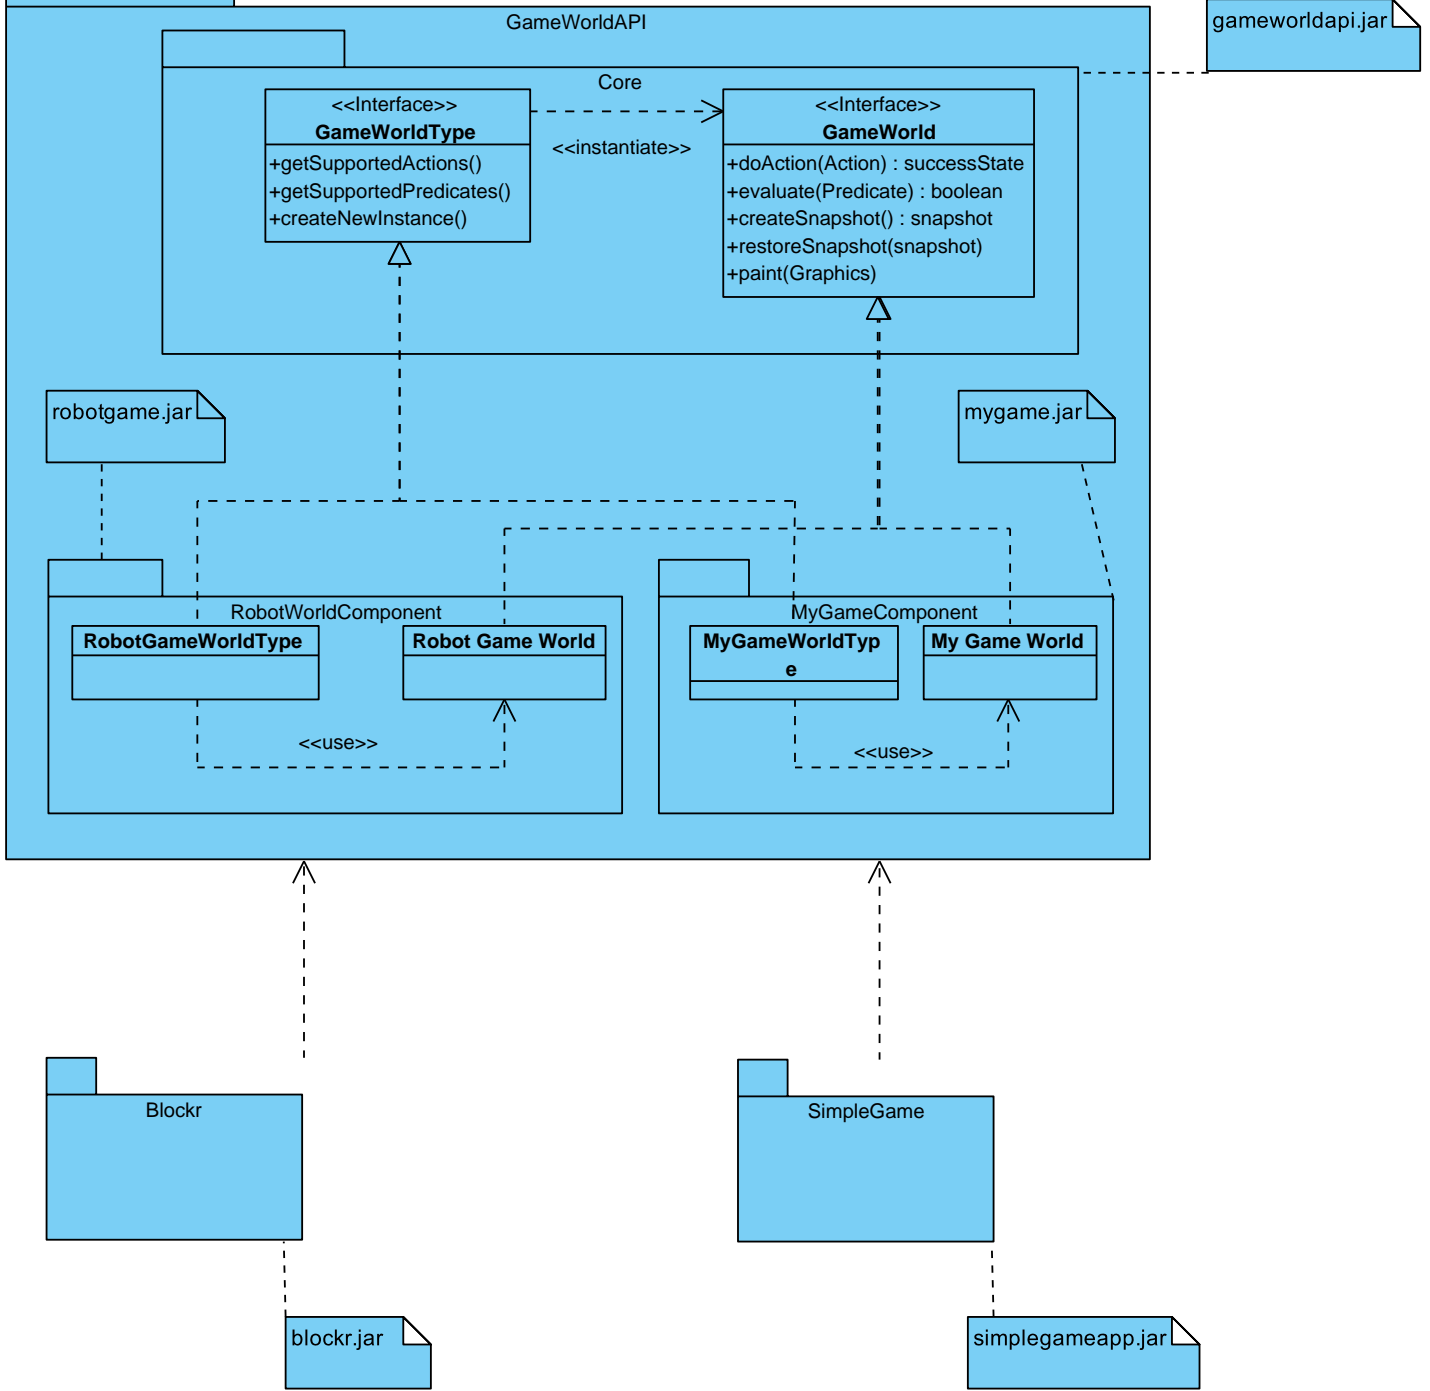 GameWorldAPI
gameworldapi.jar
Core
<<Interface>>
GameWorldType
+getSupportedActions()
+getSupportedPredicates()
+createNewInstance()
<<instantiate>>
<<Interface>>
GameWorld
+doAction(Action) : successState
+evaluate(Predicate) : boolean
+createSnapshot() : snapshot
+restoreSnapshot(snapshot)
+paint(Graphics)
robotgame.jar
mygame.jar
RobotWorldComponent
RobotGameWorldType
Robot Game World
<<use>>
MyGameComponent
MyGameWorldTyp
e
My Game World
<<use>>
Blockr
SimpleGame
blockr.jar
simplegameapp.jar